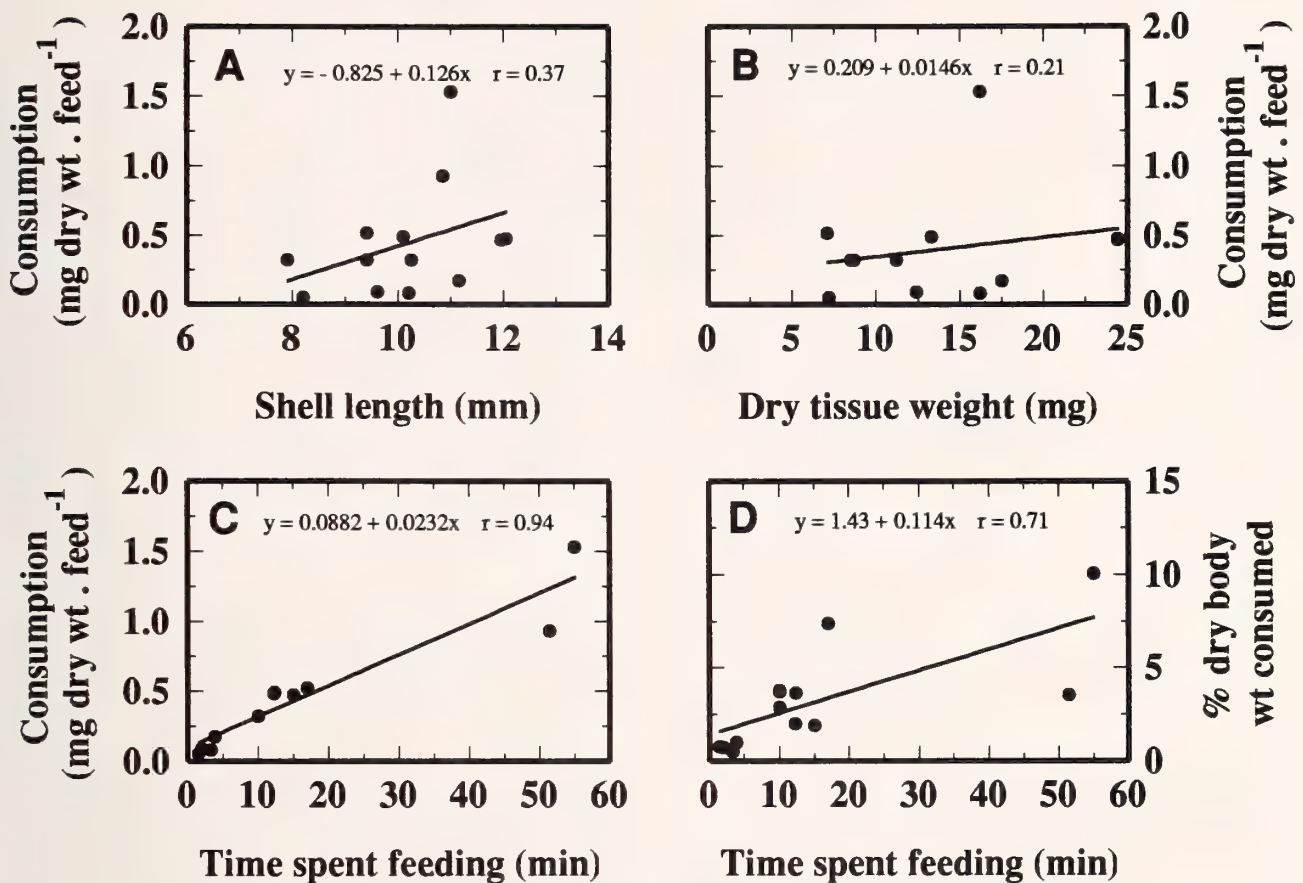 Consumption
(mg dry wt . feed-1 )
2.0
1.5
1.0
0.5
0.0
A
y = - 0.825 + 0.126x r = 0.37
6 8 10 12 14
Shell length (mm)
B
y = 0.209 + 0.0146x r = 0.21
0 5 10 15 20 25
Dry tissue weight (mg)
2.0
1.5
1.0
0.5
0.0
Consumption
(mg dry wt . feed-1 )
Consumption
(mg dry wt . feed-1 )
2.0
1.5
1.0
0.5
0.0
C
y = 0.0882 + 0.0232x r = 0.94
0 10 20 30 40 50 60
Time spent feeding (min)
D
y = 1.43 + 0.114x r = 0.71
0 10 20 30 40 50 60
Time spent feeding (min)
15
10
5
0
% dry body
wt consumed